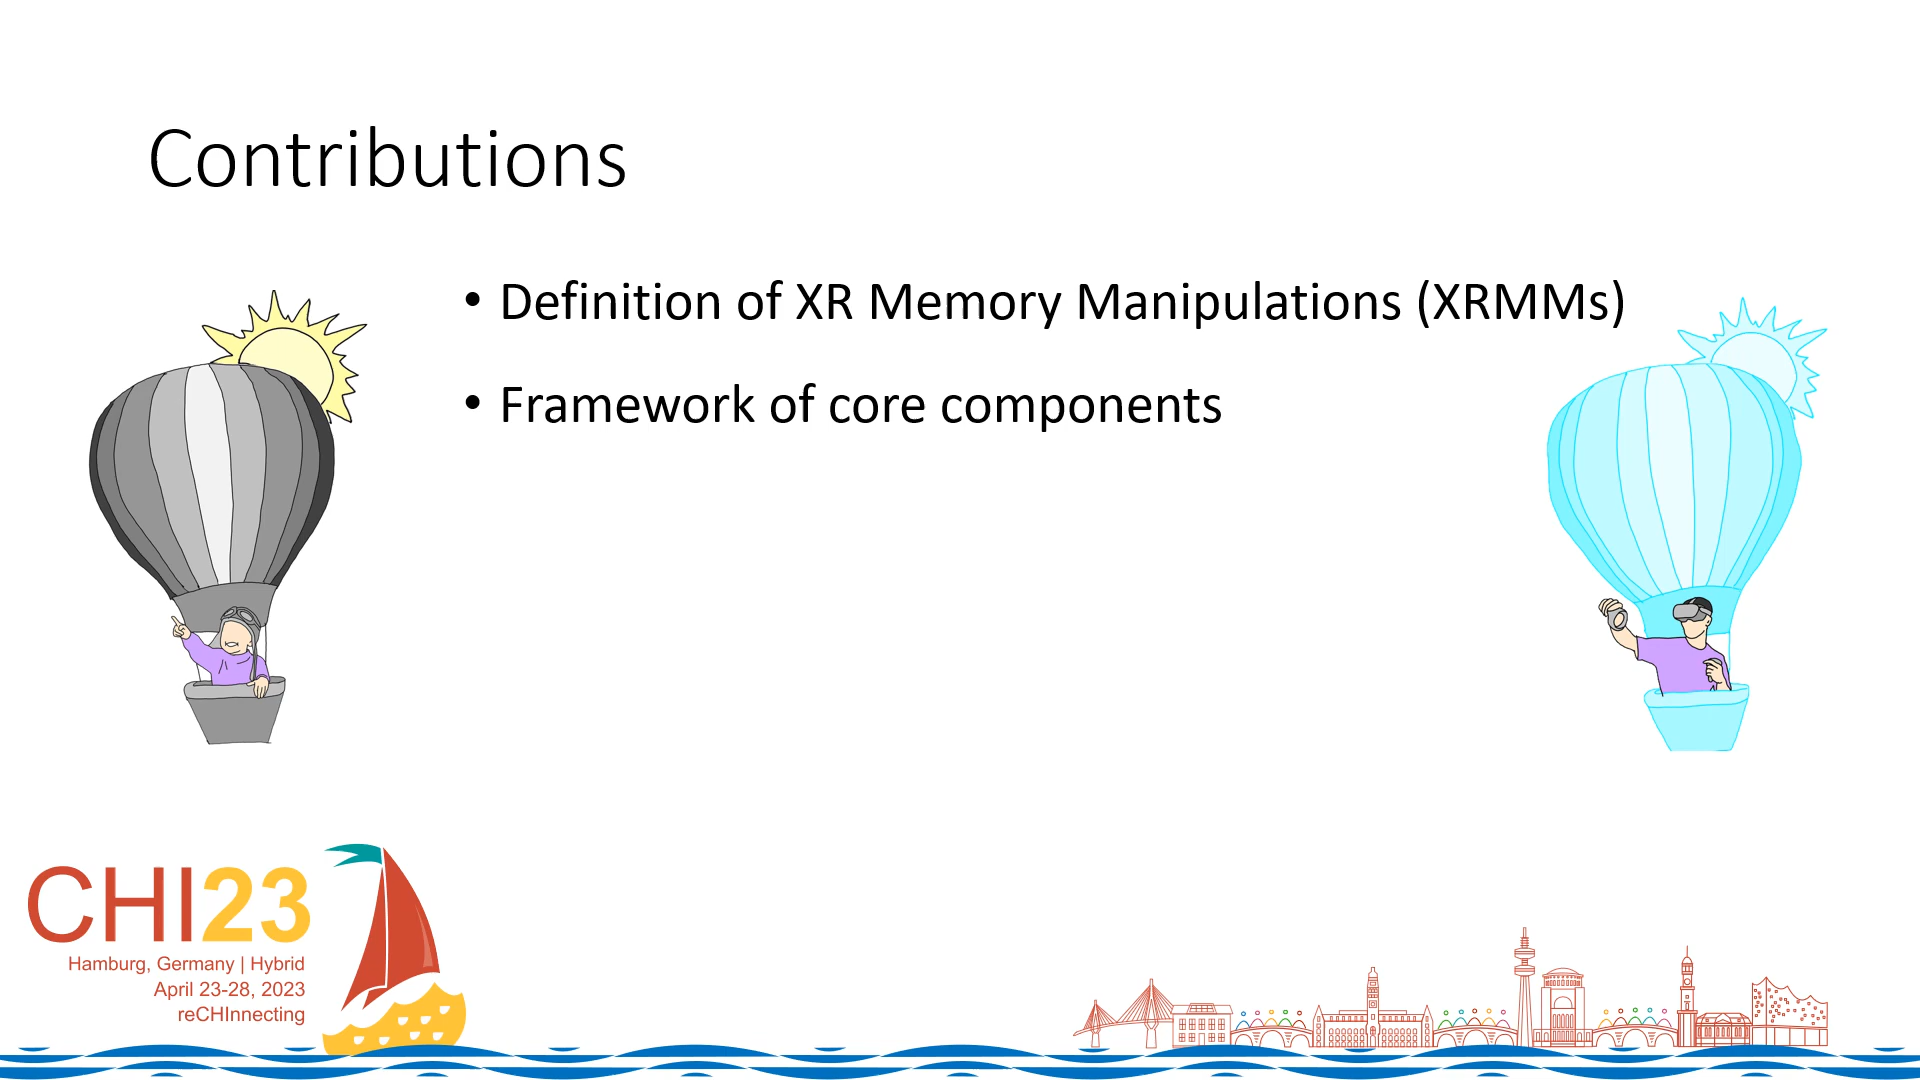 Contributions
• Definition of XR Memory Manipulations (XRMMs)
• Framework of core components
CHI23
Hamburg, Germany | Hybrid
April 23-28, 2023
reCHInnecting